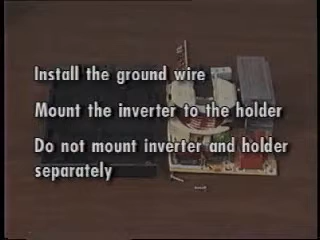 Install the ground wire
Mount the inverter to the holder
Do not mount inverter and holder
separately